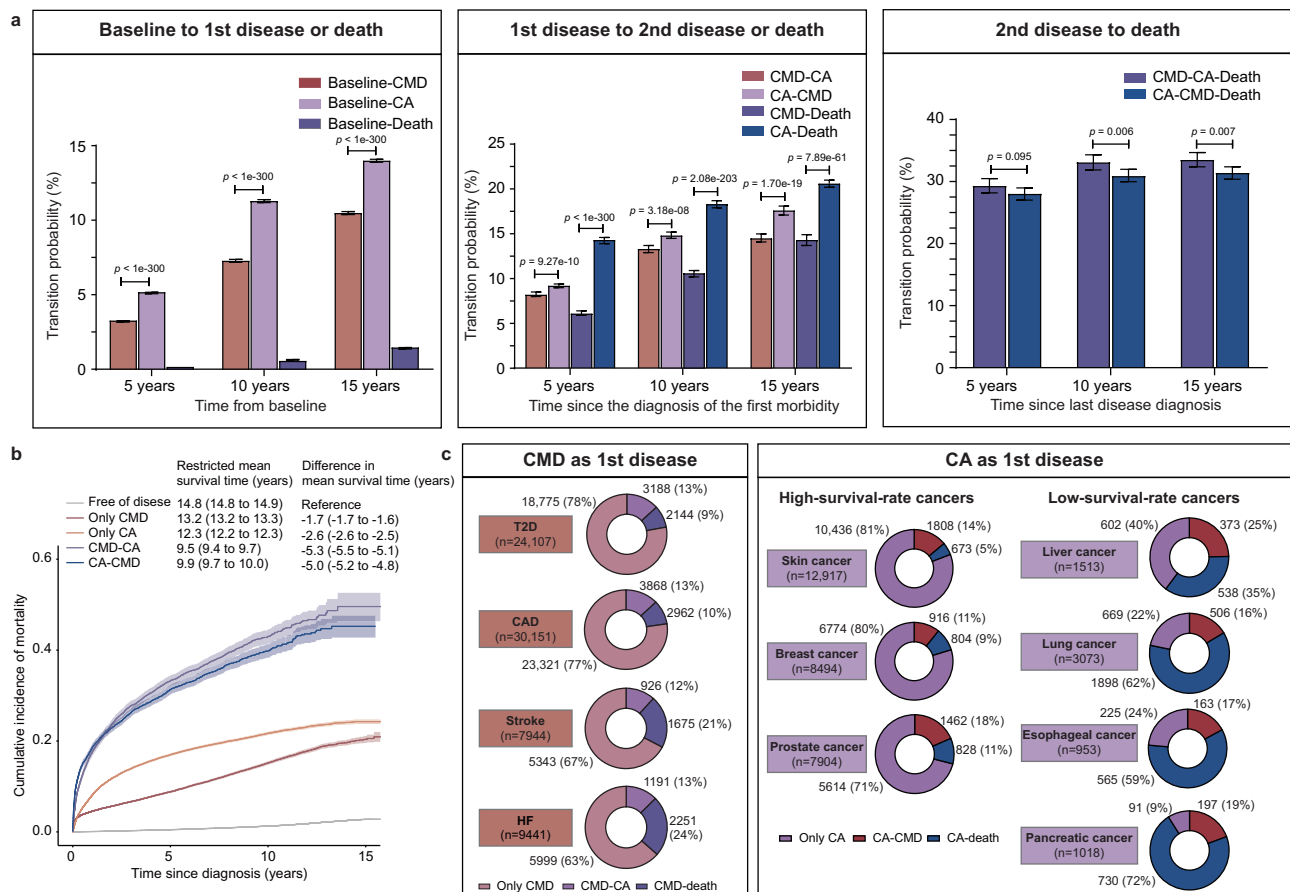 a
Baseline to 1st disease or death
Baseline-CMD
Baseline-CA
Baseline-Death
Transition probability (%)
15
10
5
0
p < 1e-300
p < 1e-300
p < 1e-300
5 years
10 years
15 years
Time from baseline
1st disease to 2nd disease or death
CMD-CA
CA-CMD
CMD-Death
CA-Death
Transition probability (%)
25
20
15
10
5
0
p = 9.27e-10
p < 1e-300
p = 3.18e-08
p = 2.08e-203
p = 1.70e-19
p = 7.89e-61
5 years
10 years
15 years
Time since the diagnosis of the first morbidity
2nd disease to death
CMD-CA-Death
CA-CMD-Death
Transition probability (%)
40
30
20
10
0
p = 0.095
p = 0.006
p = 0.007
5 years
10 years
15 years
Time since last disease diagnosis
b
Restricted mean survival time (years)
Difference in mean survival time (years)
Free of disese 14.8 (14.8 to 14.9) Reference
Only CMD 13.2 (13.2 to 13.3) -1.7 (-1.7 to -1.6)
Only CA 12.3 (12.2 to 12.3) -2.6 (-2.6 to -2.5)
CMD-CA 9.5 (9.4 to 9.7) -5.3 (-5.5 to -5.1)
CA-CMD 9.9 (9.7 to 10.0) -5.0 (-5.2 to -4.8)
Cumulative incidence of mortality
0.6
0.4
0.2
0.0
0
5
10
15
Time since diagnosis (years)
c
CMD as 1st disease
18,775 (78%)
3188 (13%)
2144 (9%)
T2D
(n=24,107)
3868 (13%)
2962 (10%)
CAD
(n=30,151)
23,321 (77%)
926 (12%)
1675 (21%)
Stroke
(n=7944)
5343 (67%)
1191 (13%)
2251
(24%)
HF
(n=9441)
5999 (63%)
Only CMD
CMD-CA
CMD-death
CA as 1st disease
High-survival-rate cancers
10,436 (81%)
1808 (14%)
673 (5%)
Skin cancer
(n=12,917)
6774 (80%)
916 (11%)
804 (9%)
Breast cancer
(n=8494)
1462 (18%)
828 (11%)
Prostate cancer
(n=7904)
5614 (71%)
Only CA
CA-CMD
CA-death
Low-survival-rate cancers
602 (40%)
373 (25%)
Liver cancer
(n=1513)
538 (35%)
669 (22%)
506 (16%)
Lung cancer
(n=3073)
1898 (62%)
225 (24%)
163 (17%)
Esophageal cancer
(n=953)
565 (59%)
91 (9%)
197 (19%)
Pancreatic cancer
(n=1018)
730 (72%)